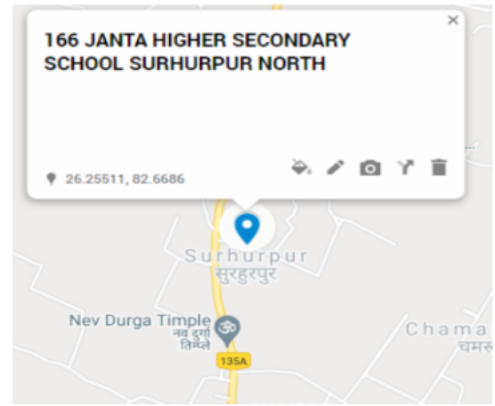 166 JANTA HIGHER SECONDARY
SCHOOL SURHURPUR NORTH
26.25511, 82.6686
Surhurpur
सुरहुरपुर
Nev Durga Timple
नव दुर्गा
तिम्प्ले
135A
Chama
चमस